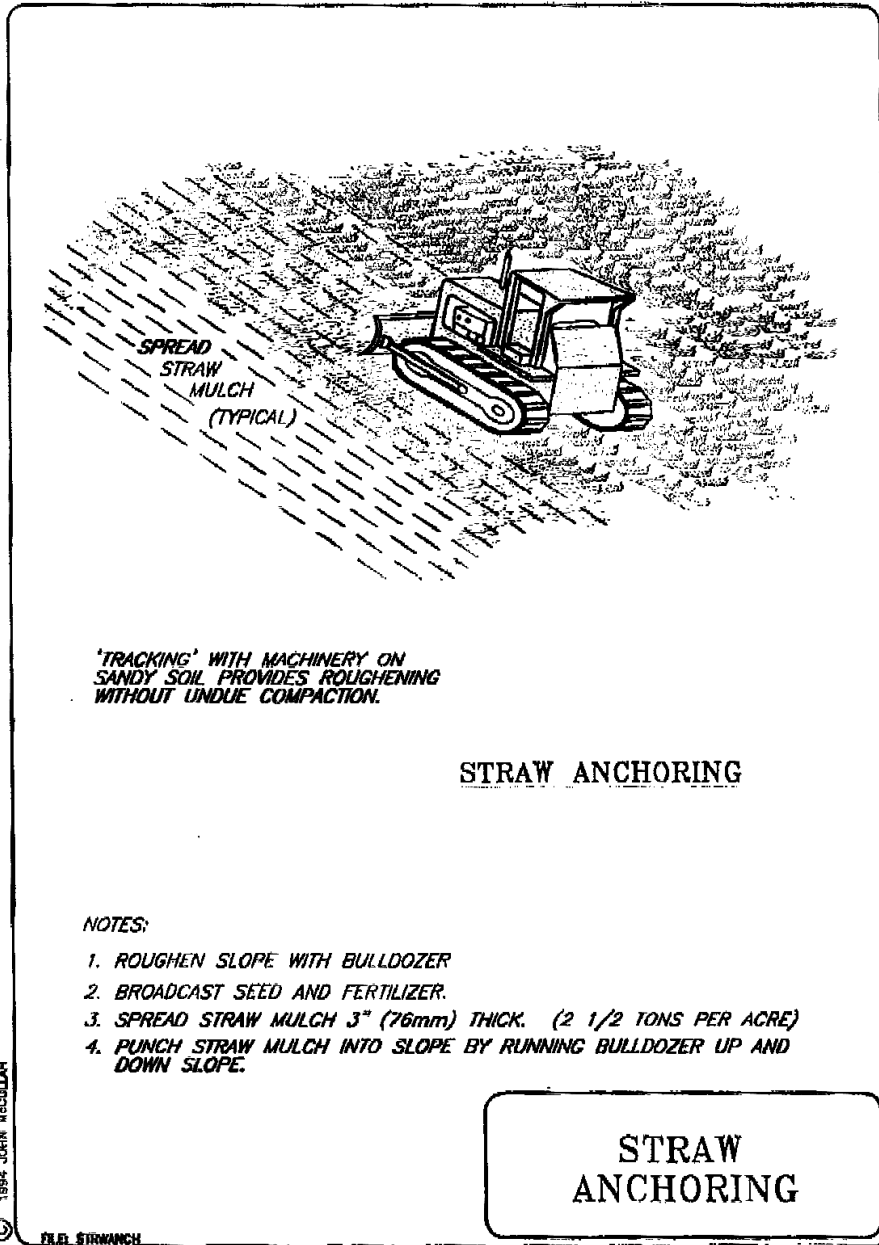 SPREAD
STRAW
MULCH
(TYPICAL)
'TRACKING' WITH MACHINERY ON
SANDY SOIL PROVIDES ROUGHENING
WITHOUT UNDUE COMPACTION.
STRAW ANCHORING
NOTES:
1. ROUGHEN SLOPE WITH BULLDOZER
2. BROADCAST SEED AND FERTILIZER.
3. SPREAD STRAW MULCH 3" (76mm) THICK. (2 1/2 TONS PER ACRE)
4. PUNCH STRAW MULCH INTO SLOPE BY RUNNING BULLDOZER UP AND
DOWN SLOPE.
STRAW
ANCHORING
© 1994 JOHN McCULLAH
FILE: STRWANCH